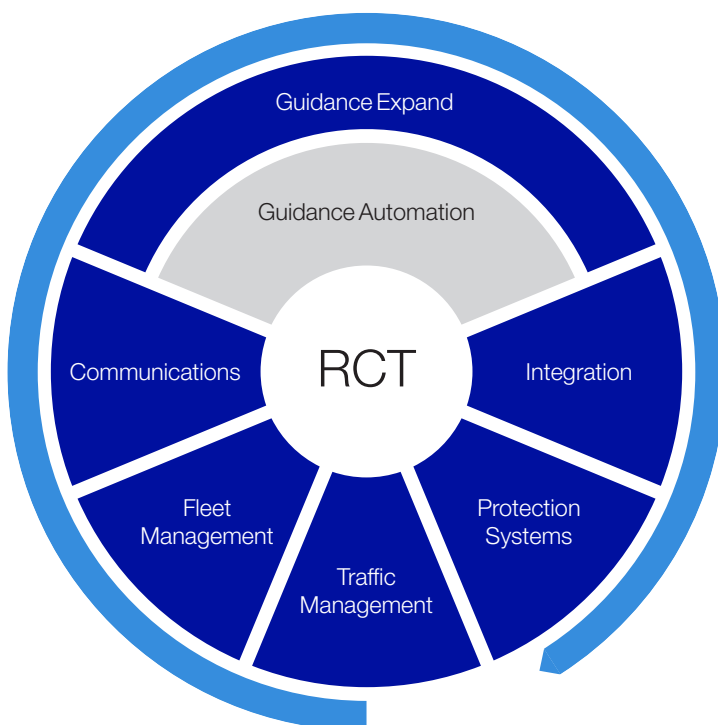 Guidance Expand
Guidance Automation
RCT
Communications
Integration
Fleet
Management
Protection
Systems
Traffic
Management